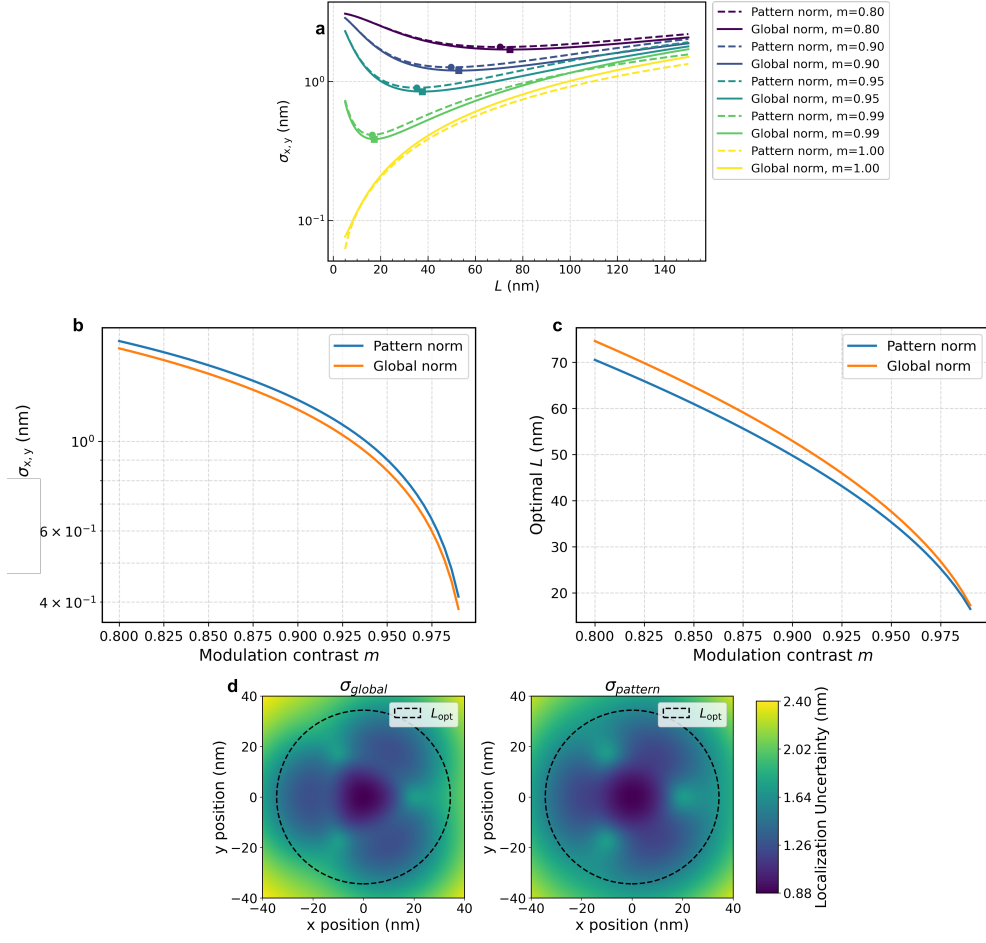 a
σx, y (nm)
10⁰
10⁻¹
0 20 40 60 80 100 120 140
L (nm)
Pattern norm, m=0.80
Global norm, m=0.80
Pattern norm, m=0.90
Global norm, m=0.90
Pattern norm, m=0.95
Global norm, m=0.95
Pattern norm, m=0.99
Global norm, m=0.99
Pattern norm, m=1.00
Global norm, m=1.00
b
σx, y (nm)
10⁰
6 × 10⁻¹
4 × 10⁻¹
Pattern norm
Global norm
0.800 0.825 0.850 0.875 0.900 0.925 0.950 0.975
Modulation contrast m
c
Optimal L (nm)
70
60
50
40
30
20
Pattern norm
Global norm
0.800 0.825 0.850 0.875 0.900 0.925 0.950 0.975
Modulation contrast m
d
σglobal
Lopt
y position (nm)
40
20
0
−20
−40
−40 −20 0 20 40
x position (nm)
σpattern
Lopt
y position (nm)
40
20
0
−20
−40
−40 −20 0 20 40
x position (nm)
2.40
2.02
1.64
1.26
0.88
Localization Uncertainty (nm)